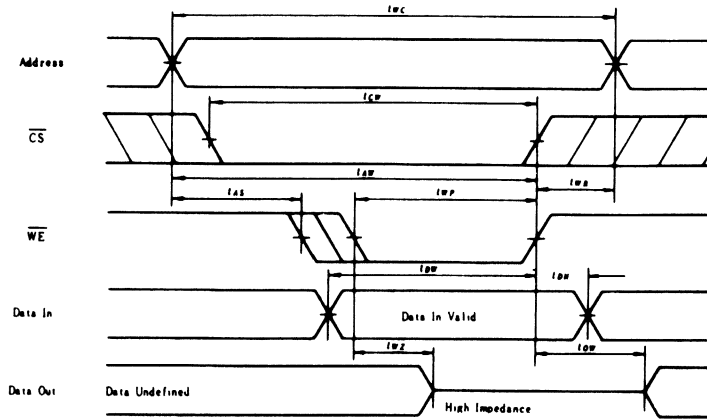 tWC
Address
tCW
CS
tAW
tAS
tWP
tWR
WE
tDW
tDH
Data In
Data In Valid
tWZ
tOW
Data Out
Data Undefined
High Impedance